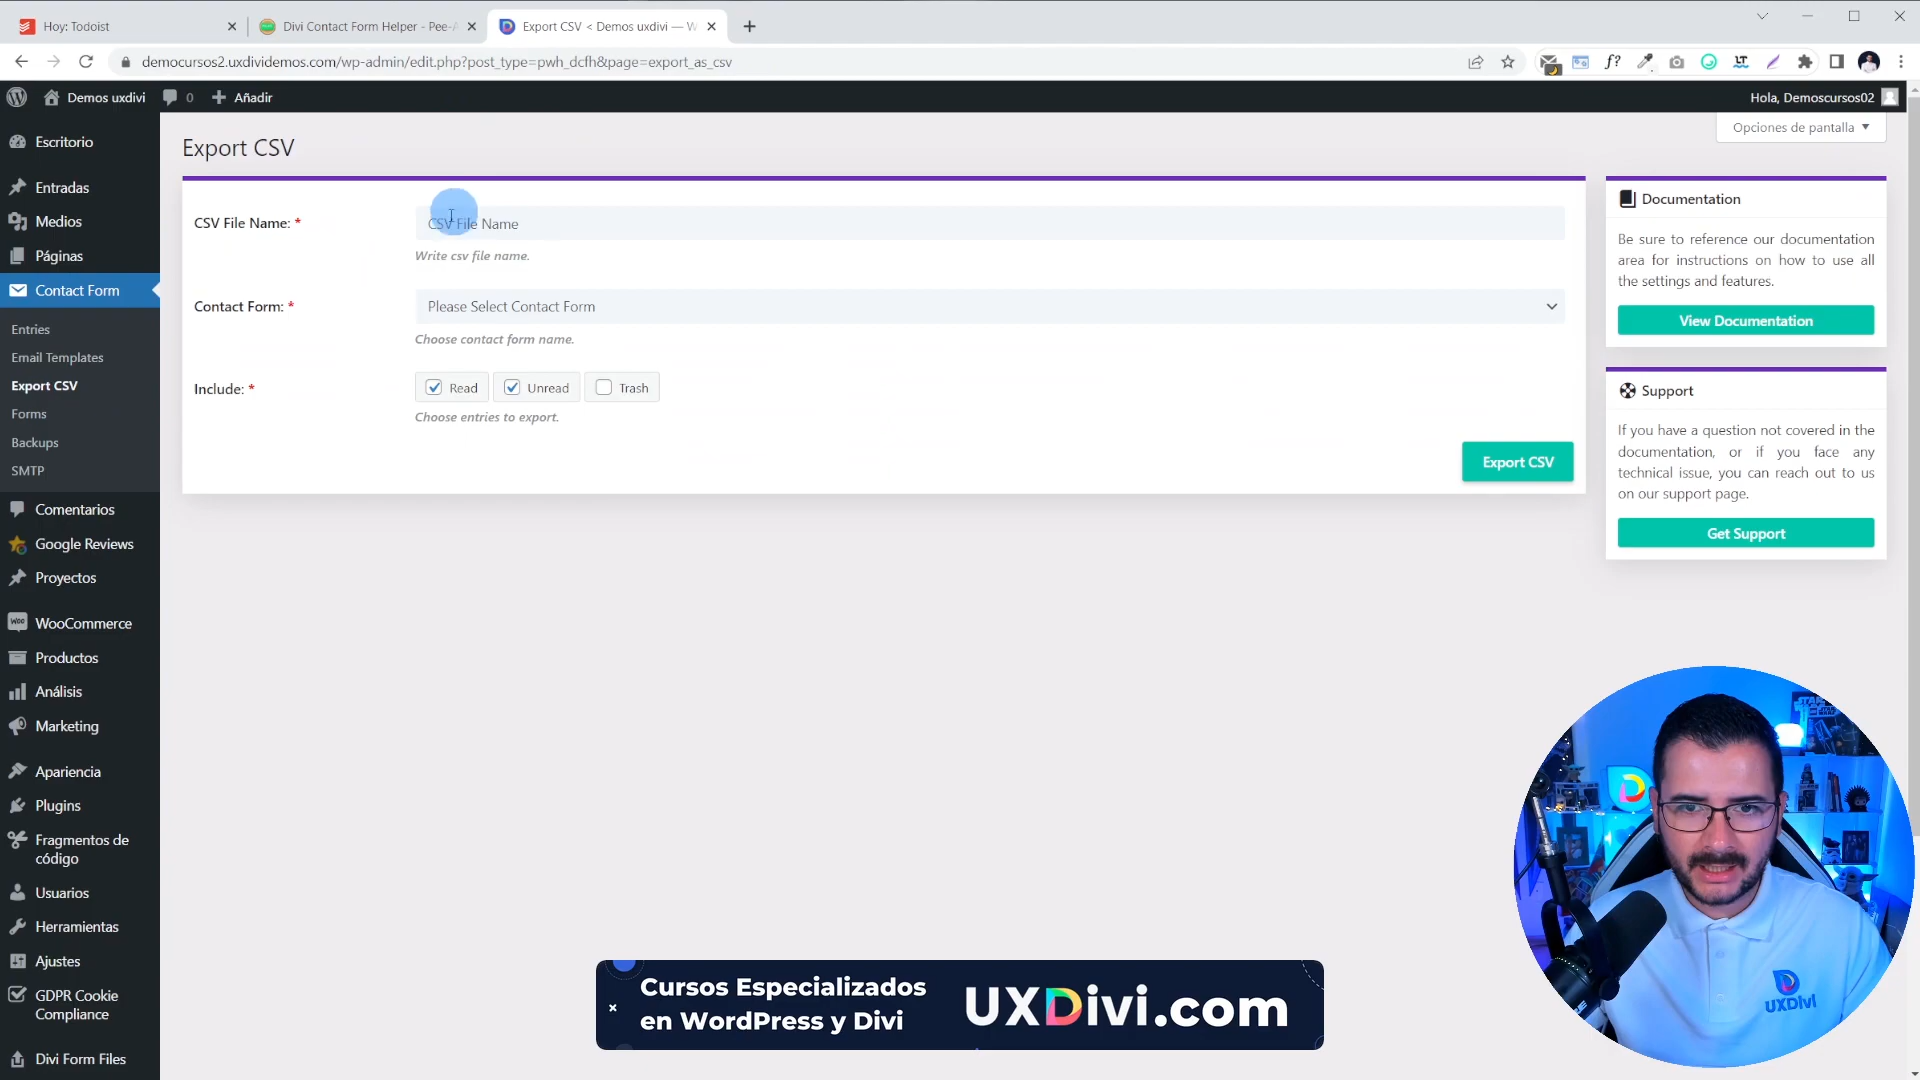 Hoy: Todoist
Divi Contact Form Helper - Pee-A
Export CSV < Demos uxdivi — W
democursos2.uxdividemos.com/wp-admin/edit.php?post_type=pwh_dcfh&page=export_as_csv
Demos uxdivi
0
Añadir
Hola, Demoscursos02
Opciones de pantalla ▼
Escritorio
Entradas
Medios
Páginas
Contact Form
Entries
Email Templates
Export CSV
Forms
Backups
SMTP
Comentarios
Google Reviews
Proyectos
WooCommerce
Productos
Análisis
Marketing
Apariencia
Plugins
Fragmentos de
código
Usuarios
Herramientas
Ajustes
GDPR Cookie
Compliance
Divi Form Files
Export CSV
CSV File Name: *
CSV File Name
Write csv file name.
Contact Form: *
Please Select Contact Form
Choose contact form name.
Include: *
Read
Unread
Trash
Choose entries to export.
Export CSV
Documentation
Be sure to reference our documentation
area for instructions on how to use all
the settings and features.
View Documentation
Support
If you have a question not covered in the
documentation, or if you face any
technical issue, you can reach out to us
on our support page.
Get Support
Cursos Especializados
en WordPress y Divi
UXDivi.com
UXDivi